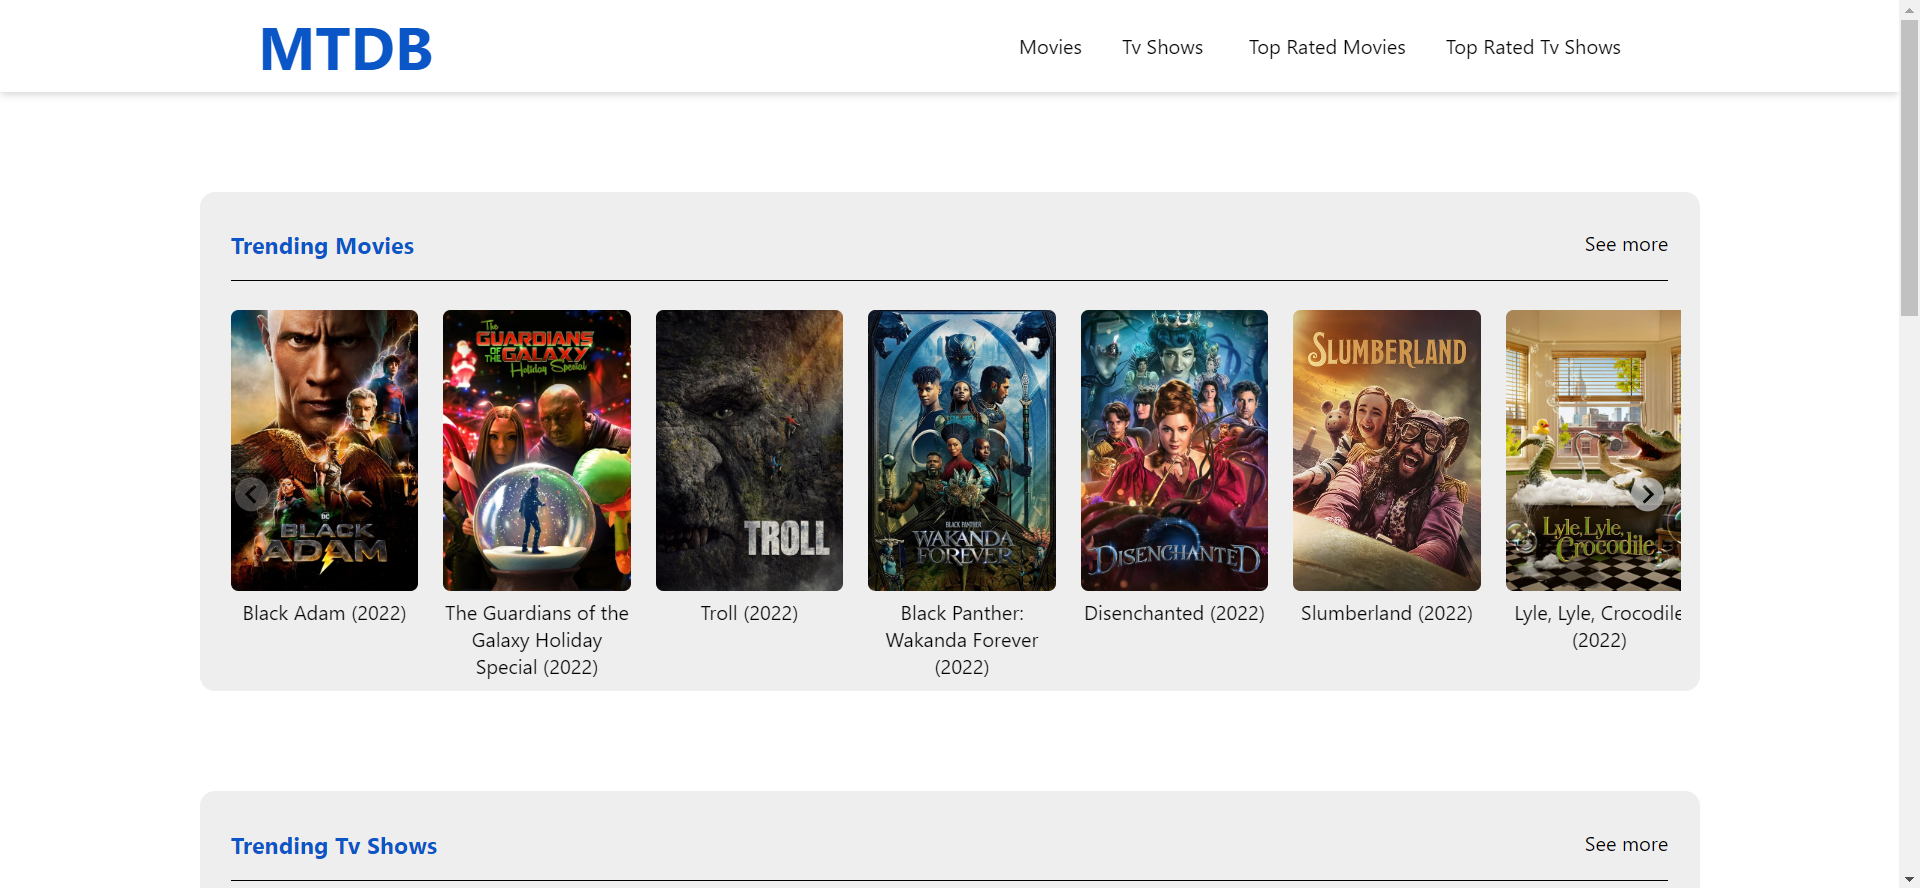 MTDB
Movies
Tv Shows
Top Rated Movies
Top Rated Tv Shows
Trending Movies
See more
DC
BLACK
ADAM
The
GUARDIANS
OF THE GALAXY
Holiday Special
TROLL
BLACK PANTHER
WAKANDA
FOREVER
DISENCHANTED
SLUMBERLAND
Lyle, Lyle,
Crocodile
Black Adam (2022)
The Guardians of the
Galaxy Holiday
Special (2022)
Troll (2022)
Black Panther:
Wakanda Forever
(2022)
Disenchanted (2022)
Slumberland (2022)
Lyle, Lyle, Crocodile
(2022)
Trending Tv Shows
See more